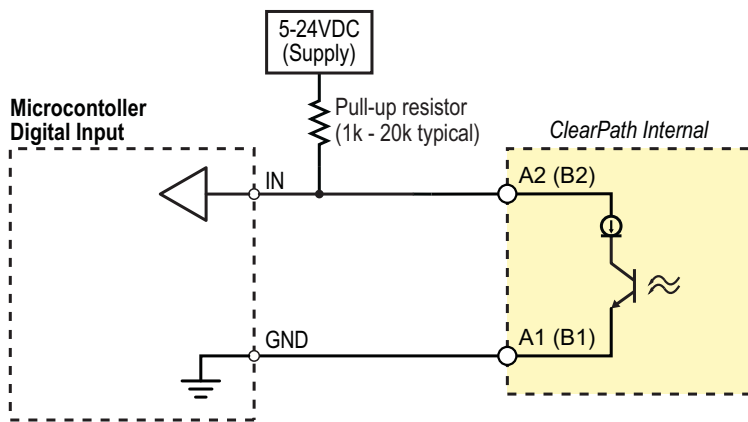 5-24VDC
(Supply)
Microcontoller
Digital Input
Pull-up resistor
(1k - 20k typical)
ClearPath Internal
IN
A2 (B2)
GND
A1 (B1)